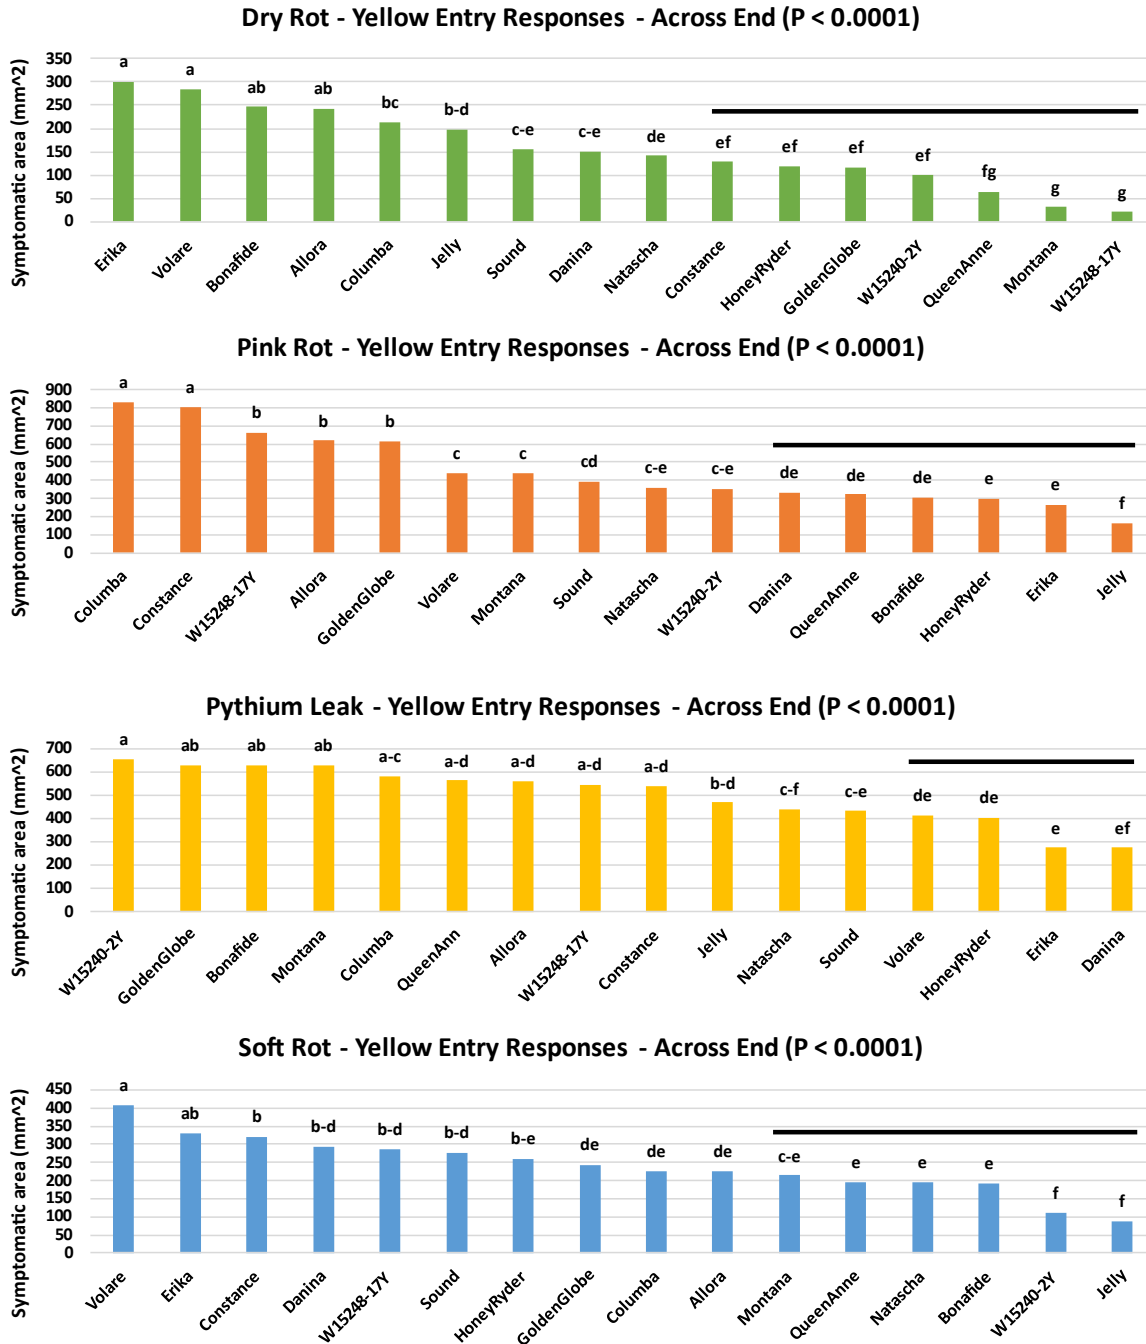 Dry Rot - Yellow Entry Responses - Across End (P < 0.0001)
Symptomatic area (mm^2)
350
300
250
200
150
100
50
0
a a ab ab bc b-d c-e c-e de ef ef ef ef fg g g
Erika Volare Bonafide Allora Columba Jelly Sound Danina Natascha Constance HoneyRyder GoldenGlobe W15240-2Y QueenAnne Montana W15248-17Y
Pink Rot - Yellow Entry Responses - Across End (P < 0.0001)
Symptomatic area (mm^2)
900
800
700
600
500
400
300
200
100
0
a a b b b c c cd c-e c-e de de de e e f
Columba Constance W15248-17Y Allora GoldenGlobe Volare Montana Sound Natascha W15240-2Y Danina QueenAnne Bonafide HoneyRyder Erika Jelly
Pythium Leak - Yellow Entry Responses - Across End (P < 0.0001)
Symptomatic area (mm^2)
700
600
500
400
300
200
100
0
a ab ab ab a-c a-d a-d a-d a-d b-d c-f c-e de de e ef
W15240-2Y GoldenGlobe Bonafide Montana Columba QueenAnn Allora W15248-17Y Constance Jelly Natascha Sound Volare HoneyRyder Erika Danina
Soft Rot - Yellow Entry Responses - Across End (P < 0.0001)
Symptomatic area (mm^2)
450
400
350
300
250
200
150
100
50
0
a ab b b-d b-d b-d b-e de de de c-e e e e f f
Volare Erika Constance Danina W15248-17Y Sound HoneyRyder GoldenGlobe Columba Allora Montana QueenAnne Natascha Bonafide W15240-2Y Jelly